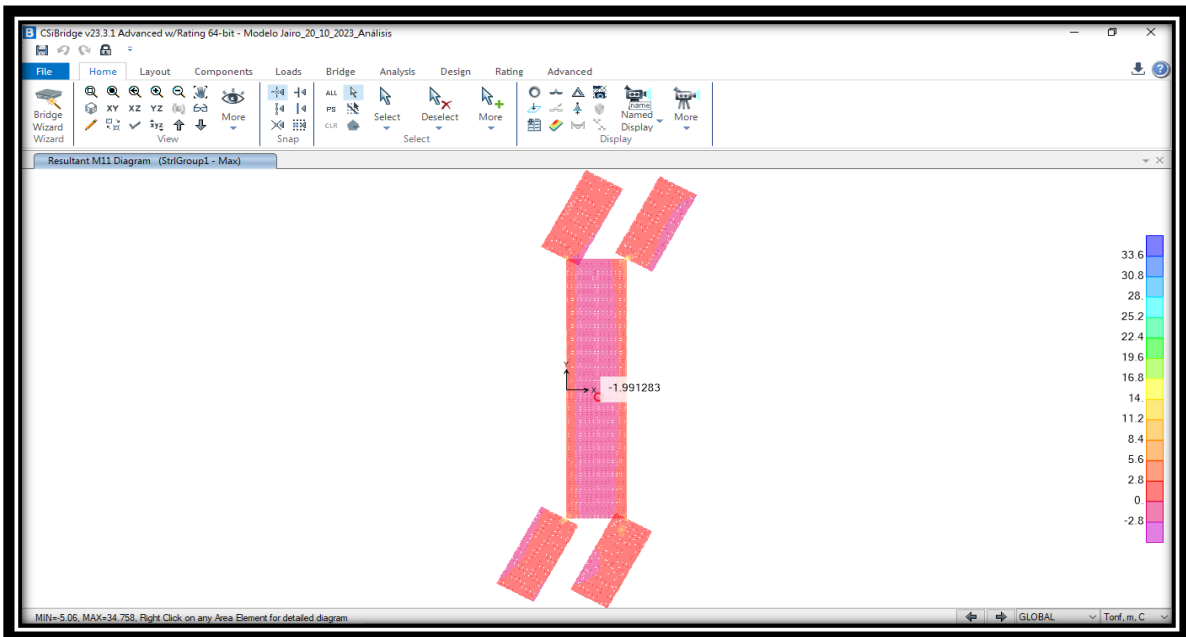 B CSiBridge v23.3.1 Advanced w/Rating 64-bit - Modelo Jairo_20_10_2023_Análisis
File Home Layout Components Loads Bridge Analysis Design Rating Advanced
Bridge Wizard
XY XZ YZ
xyz
More
ALL
PS
CLR
Select
Deselect
More
name
Named Display
More
Wizard View Snap Select Display
Resultant M11 Diagram (StrlGroup1 - Max)
Y
X
-1.991283
33.6
30.8
28.
25.2
22.4
19.6
16.8
14.
11.2
8.4
5.6
2.8
0.
-2.8
MIN=-5.06, MAX=34.758, Right Click on any Area Element for detailed diagram
GLOBAL
Tonf, m, C